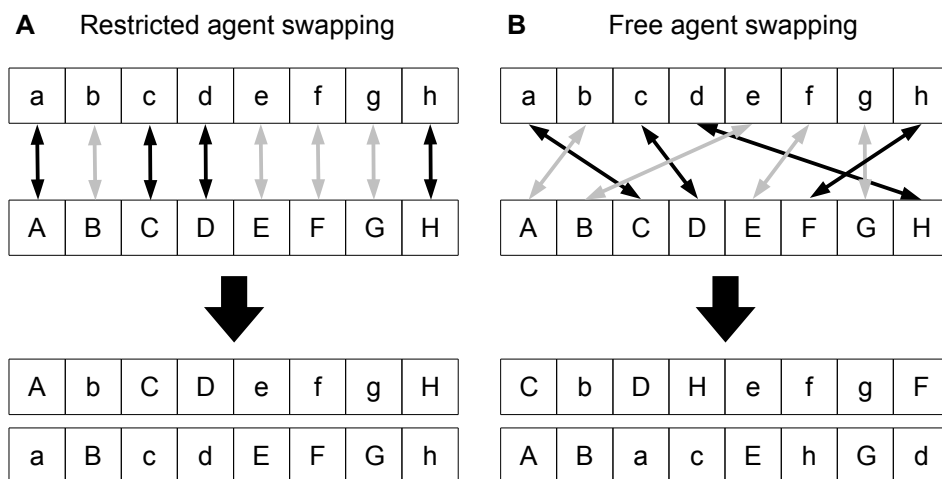 A Restricted agent swapping
a b c d e f g h
A B C D E F G H
A b C D e f g H
a B c d E F G h
B Free agent swapping
a b c d e f g h
A B C D E F G H
C b D H e f g F
A B a c E h G d